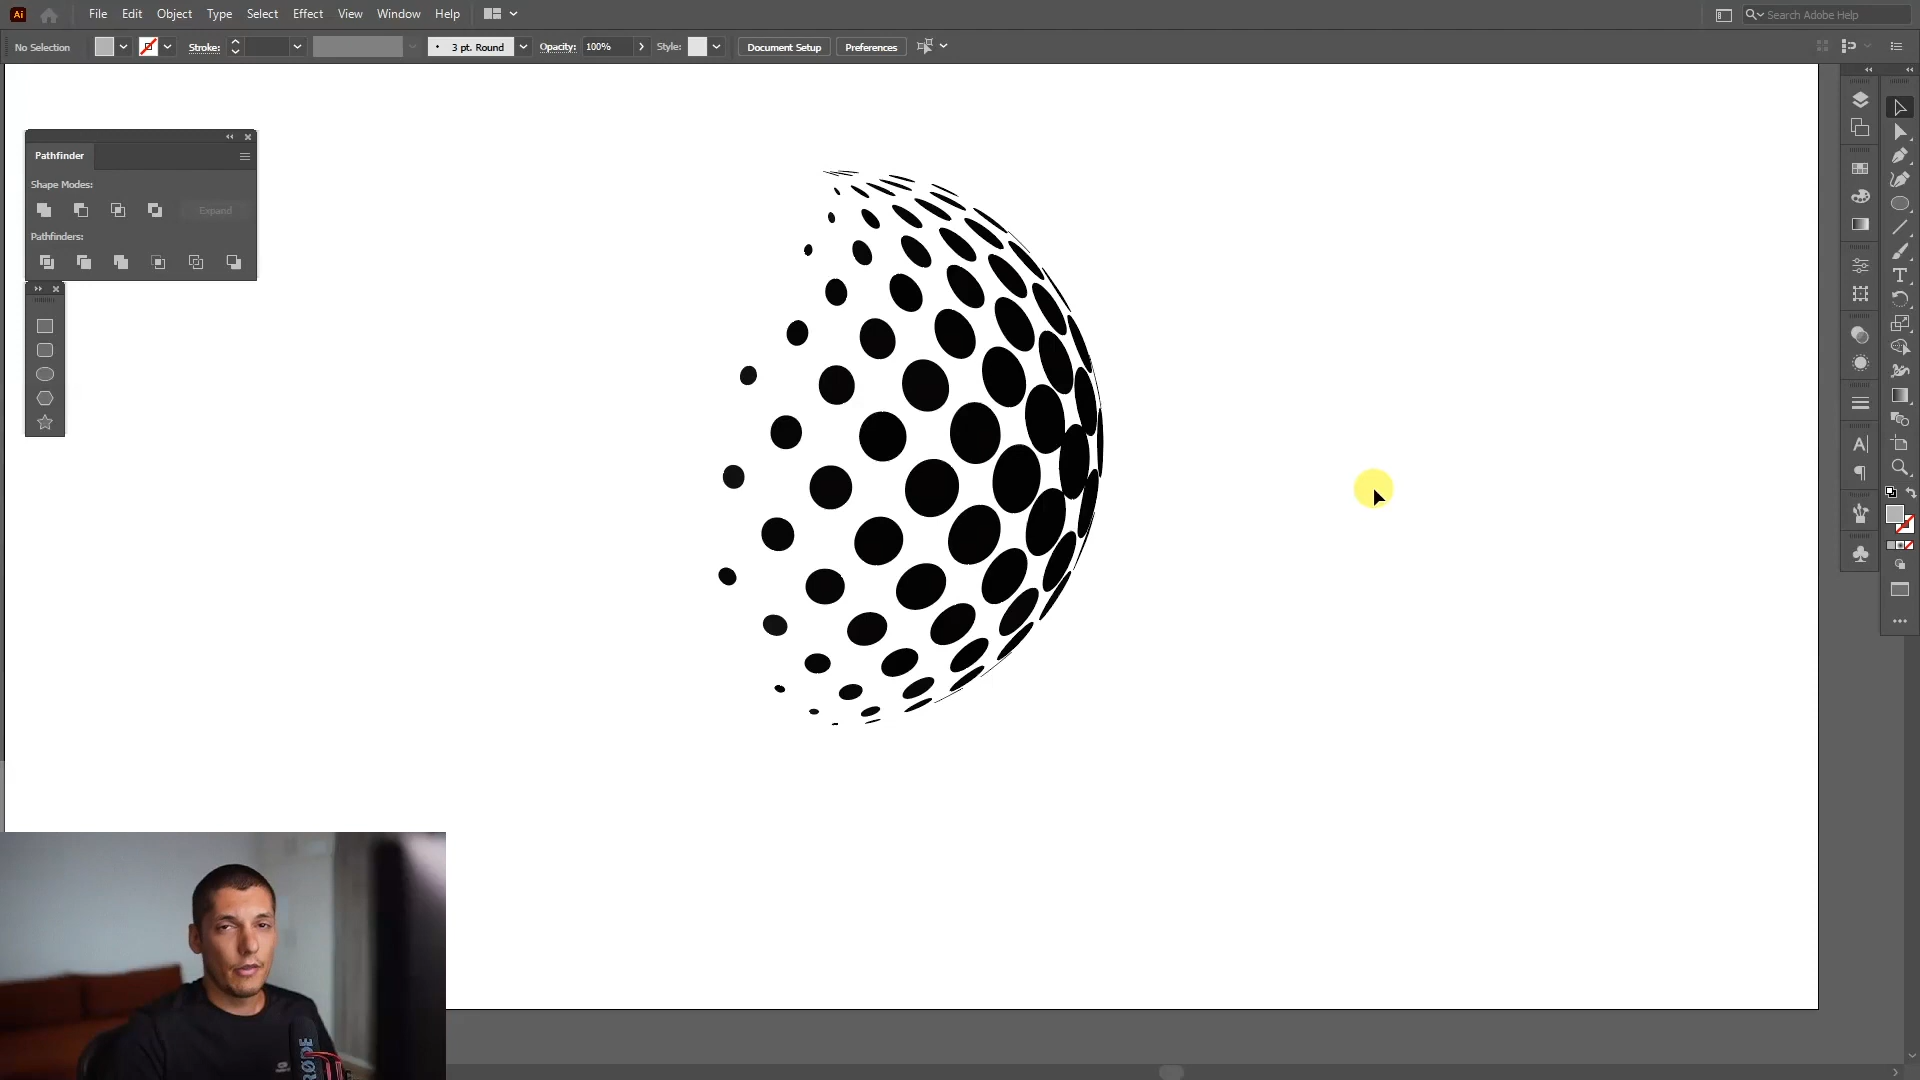 Ai File Edit Object Type Select Effect View Window Help Search Adobe Help
No Selection Stroke: 3 pt. Round Opacity: 100% Style: Document Setup Preferences
Pathfinder
Shape Modes:
Expand
Pathfinders:
RØDE